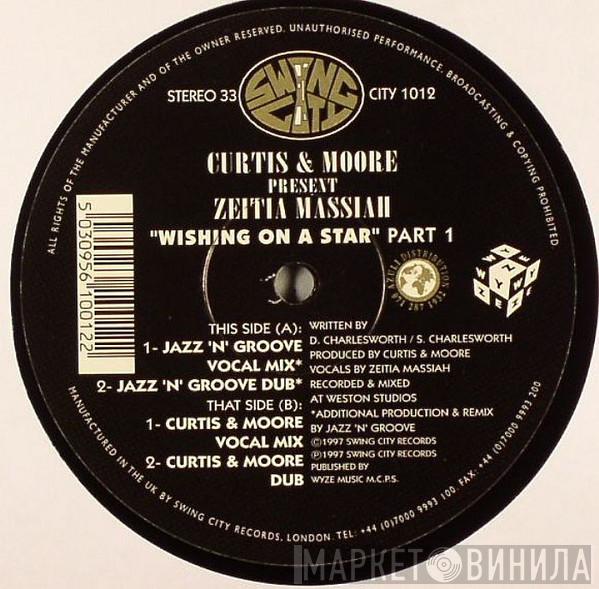 ALL RIGHTS OF THE MANUFACTURER AND OF THE OWNER RESERVED. UNAUTHORISED PERFORMANCE, BROADCASTING & COPYING PROHIBITED.
SWING CITY
STEREO 33
CITY 1012
CURTIS & MOORE
PRESENT
ZEITIA MASSIAH
"WISHING ON A STAR" PART 1
5 030956 100122
THIS SIDE (A):
1- JAZZ 'N' GROOVE
VOCAL MIX*
2- JAZZ 'N' GROOVE DUB*
THAT SIDE (B):
1- CURTIS & MOORE
VOCAL MIX
2- CURTIS & MOORE
DUB
WRITTEN BY
D. CHARLESWORTH / S. CHARLESWORTH
PRODUCED BY CURTIS & MOORE
VOCALS BY ZEITIA MASSIAH
RECORDED & MIXED
AT WESTON STUDIOS
*ADDITIONAL PRODUCTION & REMIX
BY JAZZ 'N' GROOVE
©1997 SWING CITY RECORDS
℗1997 SWING CITY RECORDS
PUBLISHED BY
WYZE MUSIC M.C.P.S.
DISTRIBUTION
WYZE
MANUFACTURED IN THE UK BY SWING CITY RECORDS, LONDON. TEL: +44 (0)7000 9993 100. FAX: +44 (0)7000 9993 200
МАРКЕТ ВИНИЛА